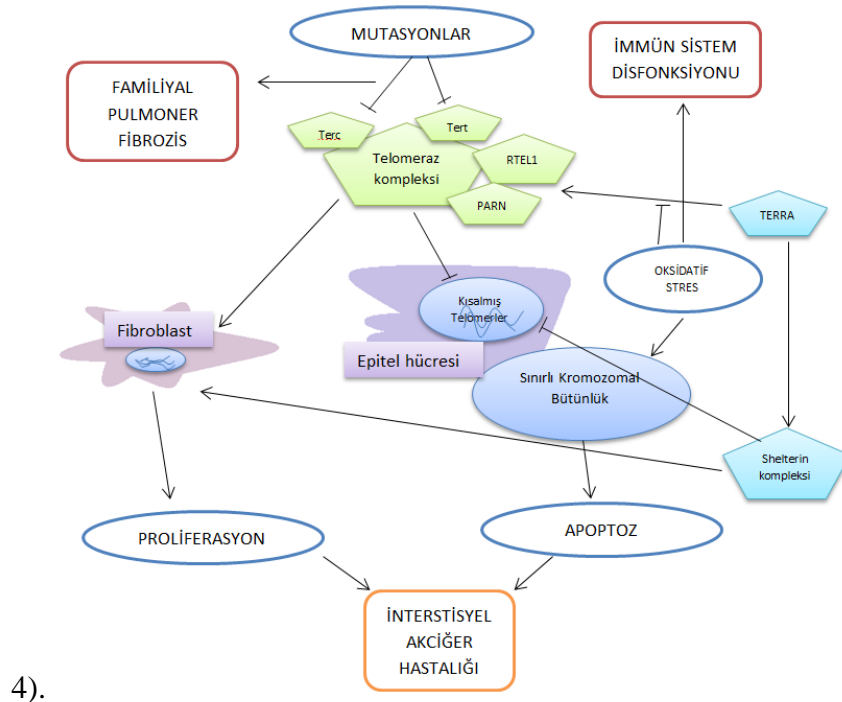 MUTASYONLAR
İMMÜN SİSTEM
DİSFONKSİYONU
FAMİLİYAL
PULMONER
FİBROZİS
Terc
Tert
Telomeraz
kompleksi
RTEL1
PARN
TERRA
OKSİDATİF
STRES
Kısalmış
Telomerler
Fibroblast
Epitel hücresi
Sınırlı Kromozomal
Bütünlük
Shelterin
kompleksi
PROLİFERASYON
APOPTOZ
İNTERSTİSYEL
AKCİĞER
HASTALIĞI
4).